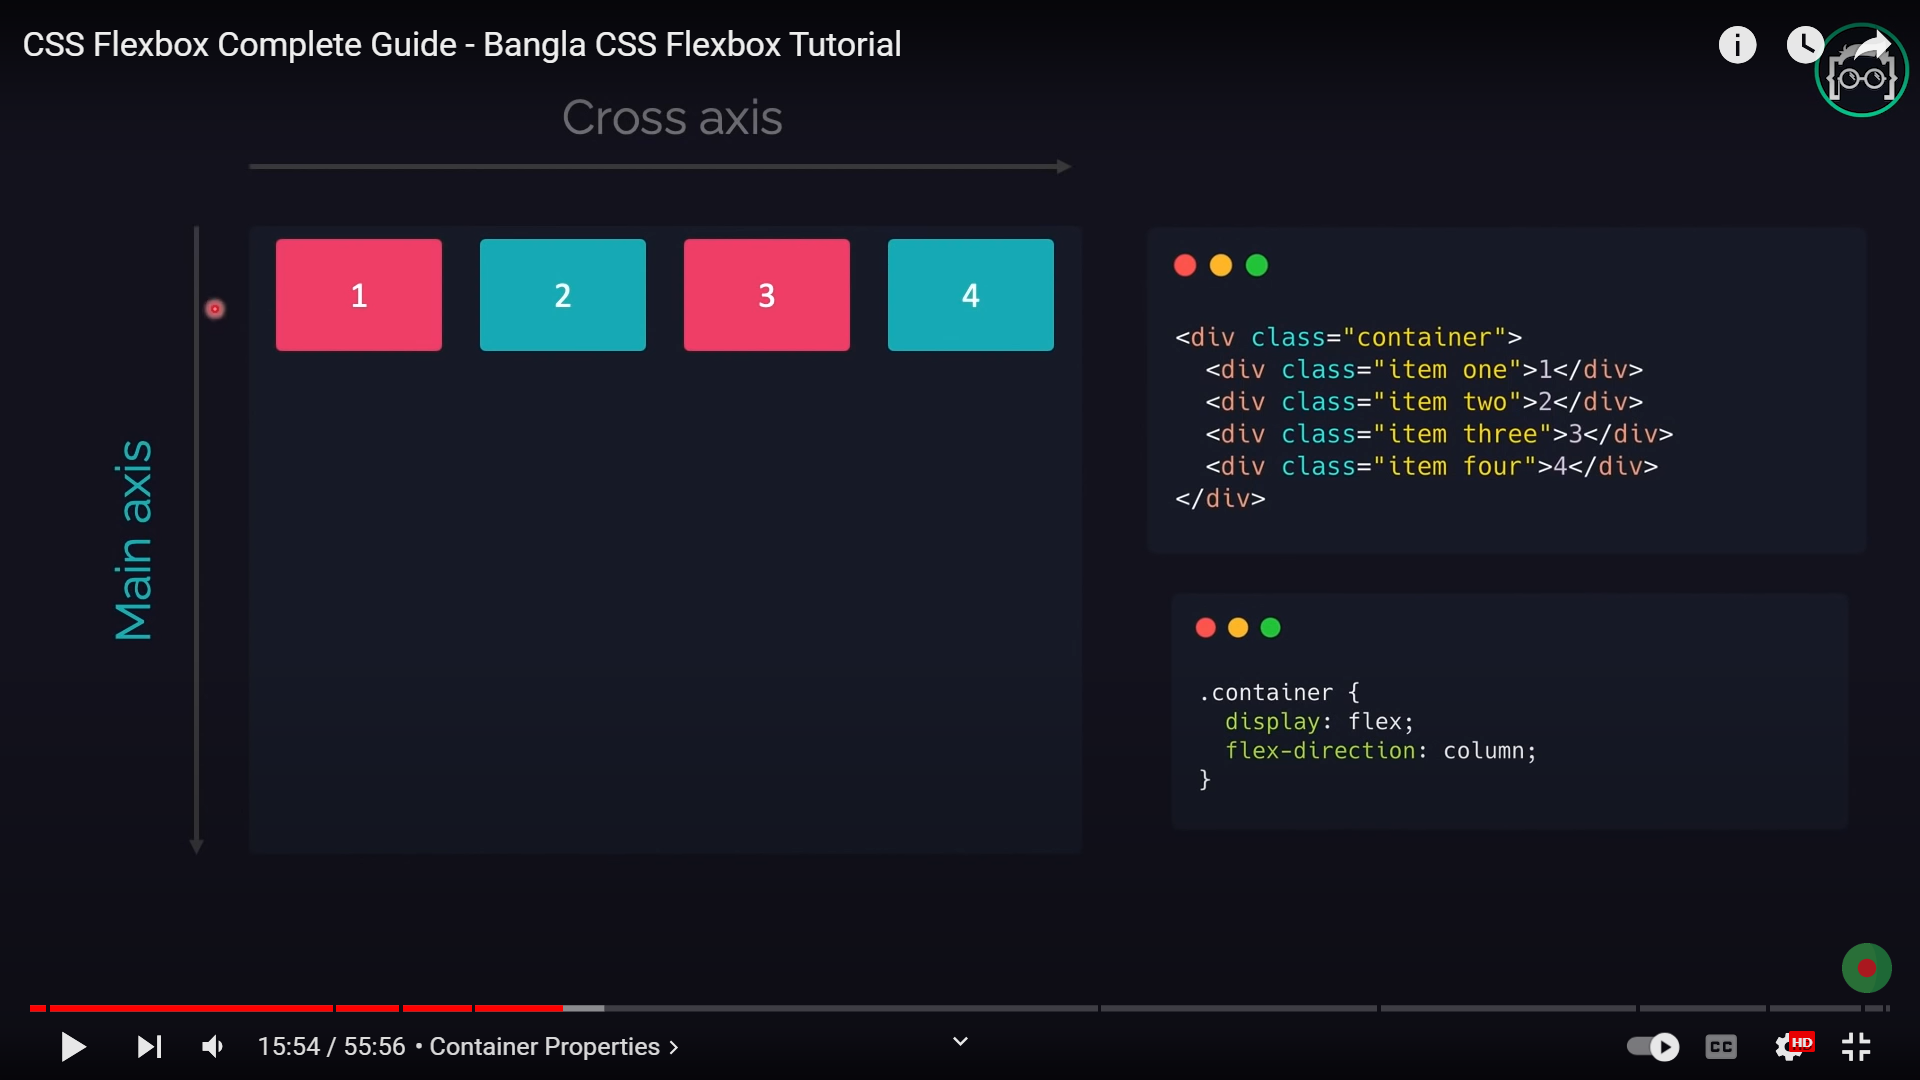 CSS Flexbox Complete Guide - Bangla CSS Flexbox Tutorial
Cross axis
Main axis
1 2 3 4
<div class="container">
  <div class="item one">1</div>
  <div class="item two">2</div>
  <div class="item three">3</div>
  <div class="item four">4</div>
</div>
.container {
  display: flex;
  flex-direction: column;
}
15:54 / 55:56 • Container Properties
CC
HD